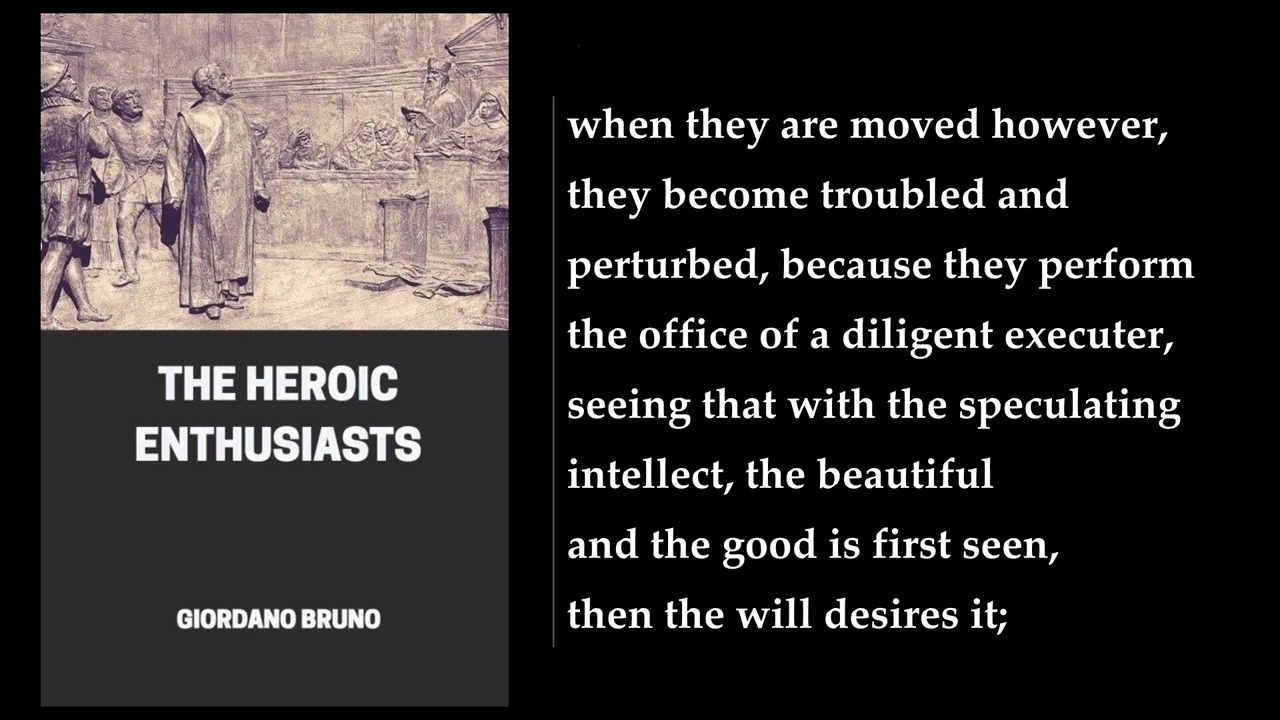 THE HEROIC
ENTHUSIASTS
GIORDANO BRUNO
when they are moved however,
they become troubled and
perturbed, because they perform
the office of a diligent executer,
seeing that with the speculating
intellect, the beautiful
and the good is first seen,
then the will desires it;